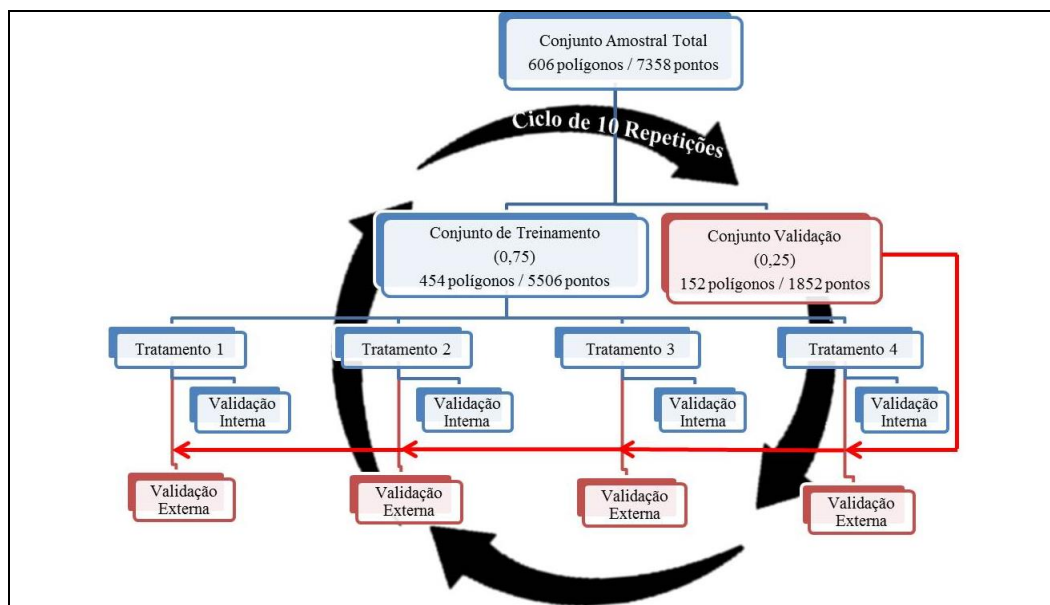 Conjunto Amostral Total
606 polígonos / 7358 pontos
Ciclo de 10 Repetições
Conjunto de Treinamento
(0,75)
454 polígonos / 5506 pontos
Conjunto Validação
(0,25)
152 polígonos / 1852 pontos
Tratamento 1
Tratamento 2
Tratamento 3
Tratamento 4
Validação
Interna
Validação
Interna
Validação
Interna
Validação
Interna
Validação
Externa
Validação
Externa
Validação
Externa
Validação
Externa